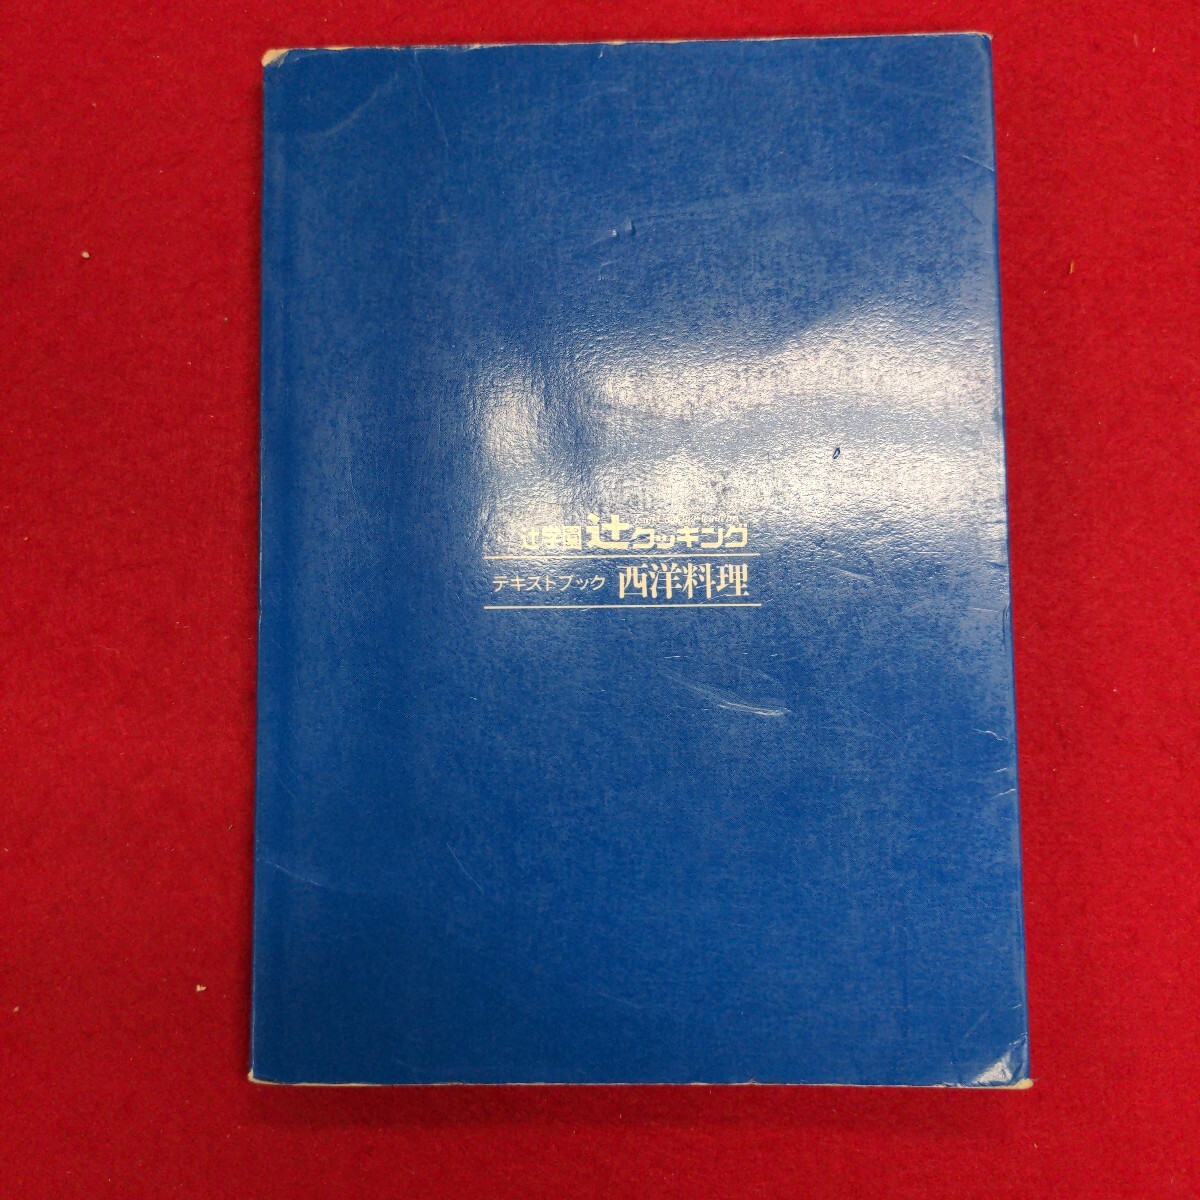 辻学園 辻クッキング
テキストブック 西洋料理